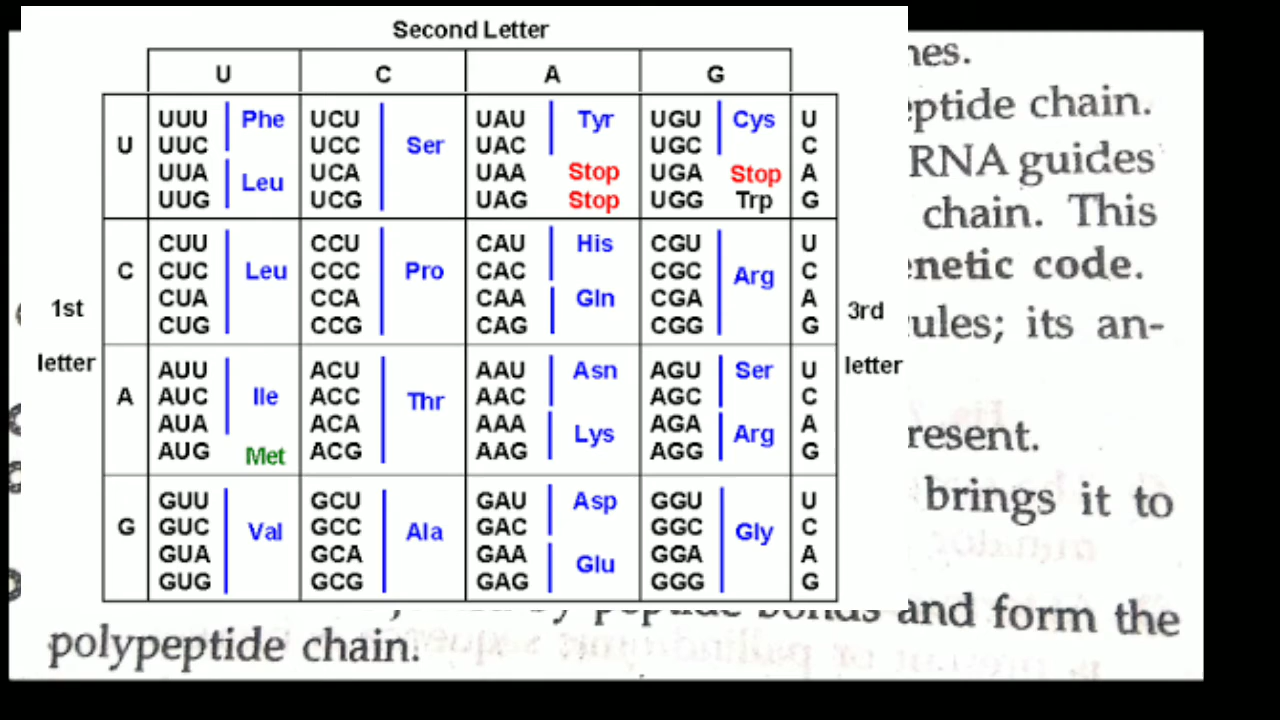 Second Letter
U C A G
U UUU Phe UCU Ser UAU Tyr UGU Cys U
UUC UCC UAC UGC C
UUA Leu UCA UAA Stop UGA Stop A
UUG UCG UAG Stop UGG Trp G
C CUU Leu CCU Pro CAU His CGU Arg U
CUC CCC CAC CGC C
CUA CCA CAA Gln CGA A
CUG CCG CAG CGG G
1st letter
3rd letter
A AUU Ile ACU Thr AAU Asn AGU Ser U
AUC ACC AAC AGC C
AUA ACA AAA Lys AGA Arg A
AUG Met ACG AAG AGG G
G GUU Val GCU Ala GAU Asp GGU Gly U
GUC GCC GAC GGC C
GUA GCA GAA Glu GGA A
GUG GCG GAG GGG G
nes.
eptide chain.
RNA guides
chain. This
enetic code.
ules; its an-
resent.
brings it to
by peptide bonds and form the
polypeptide chain.